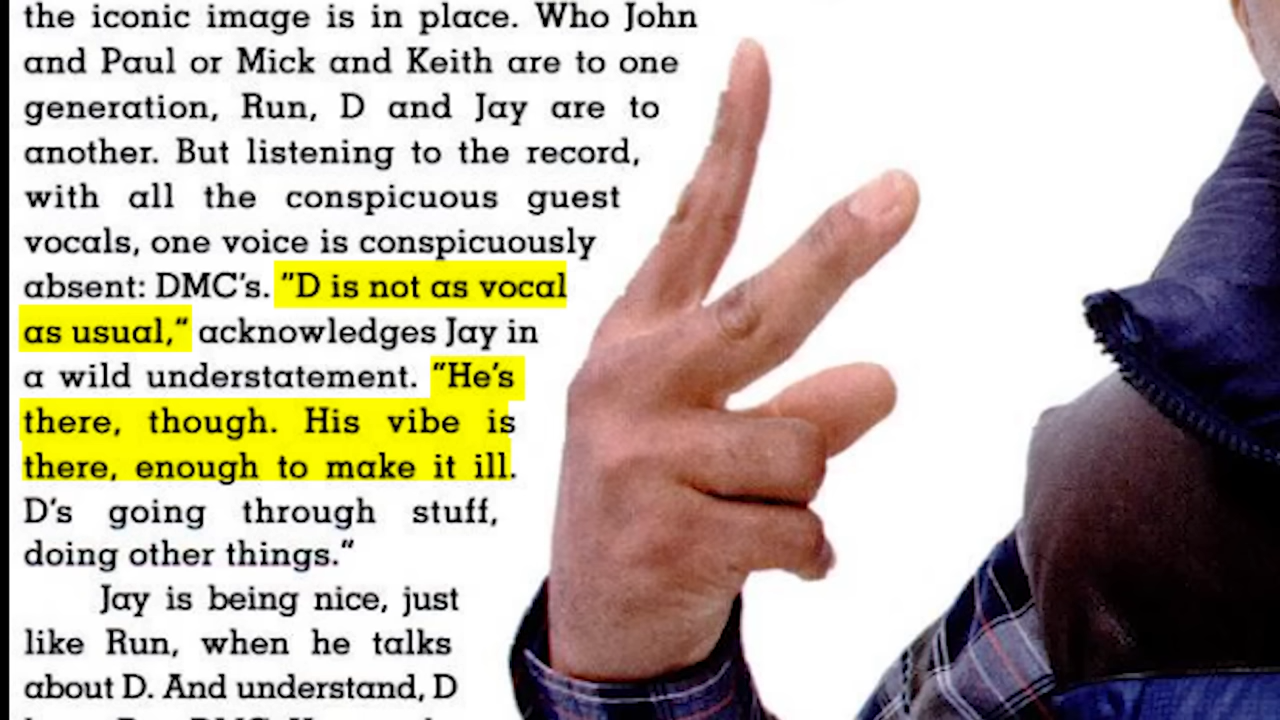 the iconic image is in place. Who John
and Paul or Mick and Keith are to one
generation, Run, D and Jay are to
another. But listening to the record,
with all the conspicuous guest
vocals, one voice is conspicuously
absent: DMC's. "D is not as vocal
as usual," acknowledges Jay in
a wild understatement. "He's
there, though. His vibe is
there, enough to make it ill.
D's going through stuff,
doing other things."
Jay is being nice, just
like Run, when he talks
about D. And understand, D